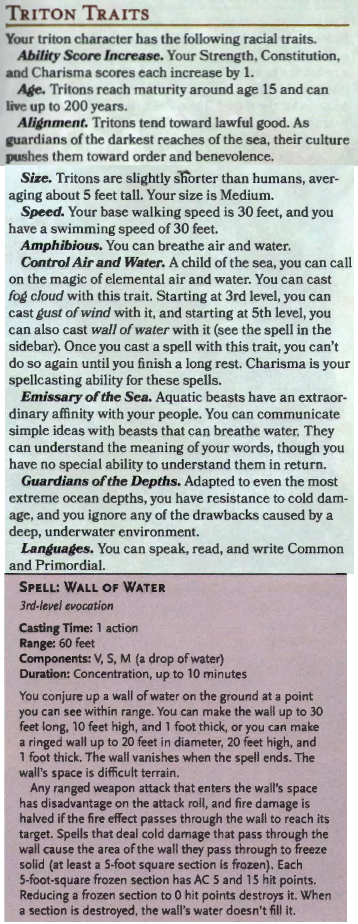 TRITON TRAITS
Your triton character has the following racial traits.
Ability Score Increase. Your Strength, Constitution,
and Charisma scores each increase by 1.
Age. Tritons reach maturity around age 15 and can
live up to 200 years.
Alignment. Tritons tend toward lawful good. As
guardians of the darkest reaches of the sea, their culture
pushes them toward order and benevolence.
Size. Tritons are slightly shorter than humans, aver-
aging about 5 feet tall. Your size is Medium.
Speed. Your base walking speed is 30 feet, and you
have a swimming speed of 30 feet.
Amphibious. You can breathe air and water.
Control Air and Water. A child of the sea, you can call
on the magic of elemental air and water. You can cast
fog cloud with this trait. Starting at 3rd level, you can
cast gust of wind with it, and starting at 5th level, you
can also cast wall of water with it (see the spell in the
sidebar). Once you cast a spell with this trait, you can't
do so again until you finish a long rest. Charisma is your
spellcasting ability for these spells.
Emissary of the Sea. Aquatic beasts have an extraor-
dinary affinity with your people. You can communicate
simple ideas with beasts that can breathe water. They
can understand the meaning of your words, though you
have no special ability to understand them in return.
Guardians of the Depths. Adapted to even the most
extreme ocean depths, you have resistance to cold dam-
age, and you ignore any of the drawbacks caused by a
deep, underwater environment.
Languages. You can speak, read, and write Common
and Primordial.
SPELL: WALL OF WATER
3rd-level evocation
Casting Time: 1 action
Range: 60 feet
Components: V, S, M (a drop of water)
Duration: Concentration, up to 10 minutes
You conjure up a wall of water on the ground at a point
you can see within range. You can make the wall up to 30
feet long, 10 feet high, and 1 foot thick, or you can make
a ringed wall up to 20 feet in diameter, 20 feet high, and
1 foot thick. The wall vanishes when the spell ends. The
wall's space is difficult terrain.
Any ranged weapon attack that enters the wall's space
has disadvantage on the attack roll, and fire damage is
halved if the fire effect passes through the wall to reach its
target. Spells that deal cold damage that pass through the
wall cause the area of the wall they pass through to freeze
solid (at least a 5-foot square section is frozen). Each
5-foot-square frozen section has AC 5 and 15 hit points.
Reducing a frozen section to 0 hit points destroys it. When
a section is destroyed, the wall's water doesn't fill it.